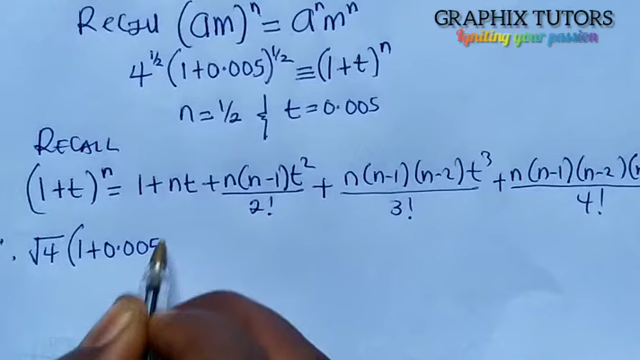 GRAPHIX TUTORS
Igniting your passion
Recall (am)^n = a^n m^n
4^½ (1+0.005)^½ ≡ (1+t)^n
n = ½ { t = 0.005
RECALL
(1+t)^n = 1 + nt + n(n-1)t²/2! + n(n-1)(n-2)t³/3! + n(n-1)(n-2)(n/4!
∴ √4 (1+0.005